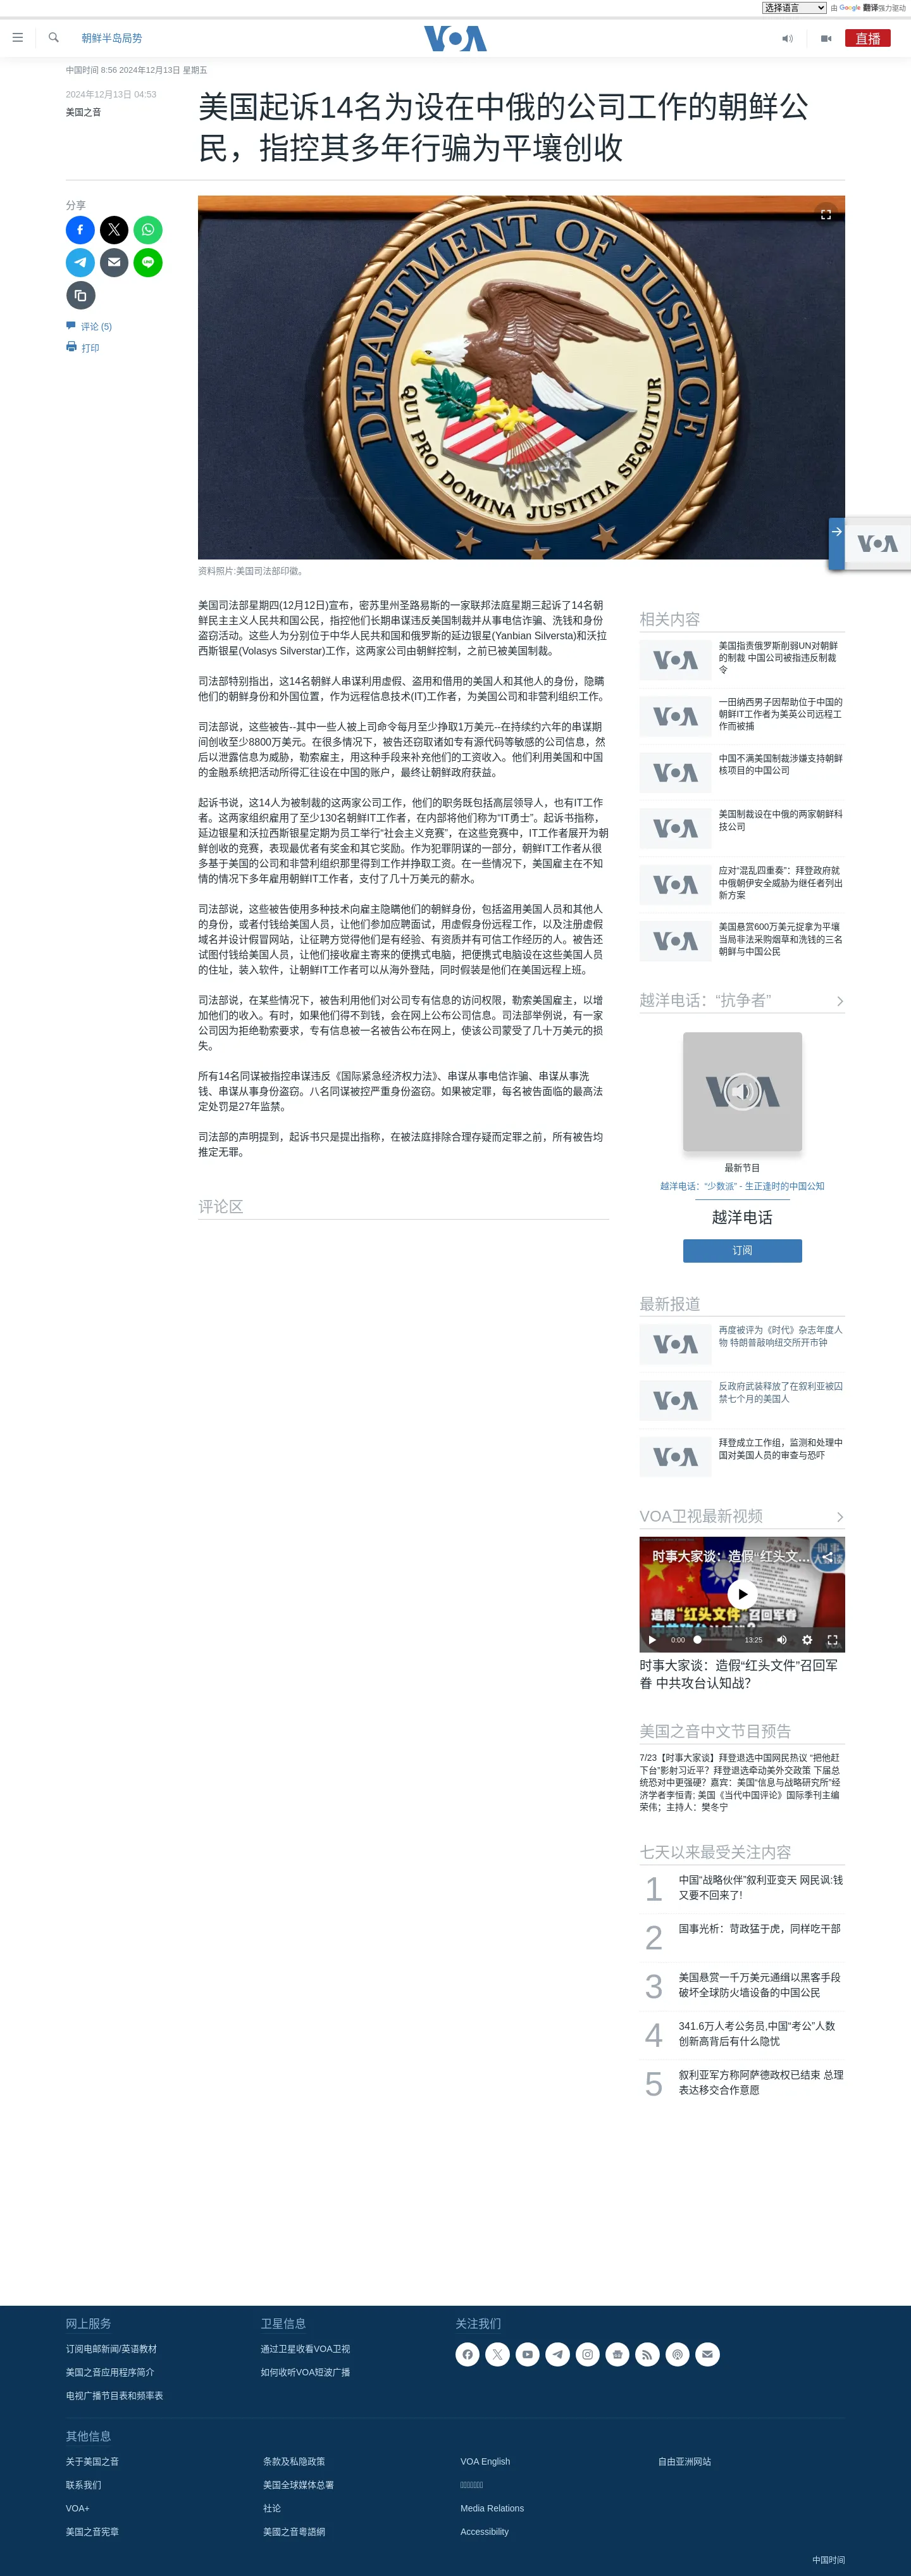 选择语言 由 Google 翻译强力驱动
朝鲜半岛局势
VOA
直播
中国时间 8:56 2024年12月13日 星期五
2024年12月13日 04:53
美国之音
美国起诉14名为设在中俄的公司工作的朝鲜公
民，指控其多年行骗为平壤创收
分享
评论 (5)
打印
DEPARTMENT OF JUSTICE
QUI PRO DOMINA JUSTITIA SEQUITUR
资料照片:美国司法部印徽。
VOA
美国司法部星期四(12月12日)宣布，密苏里州圣路易斯的一家联邦法庭星期三起诉了14名朝
鲜民主主义人民共和国公民，指控他们长期串谋违反美国制裁并从事电信诈骗、洗钱和身份
盗窃活动。这些人为分别位于中华人民共和国和俄罗斯的延边银星(Yanbian Silversta)和沃拉
西斯银星(Volasys Silverstar)工作，这两家公司由朝鲜控制，之前已被美国制裁。
司法部特别指出，这14名朝鲜人串谋利用虚假、盗用和借用的美国人和其他人的身份，隐瞒
他们的朝鲜身份和外国位置，作为远程信息技术(IT)工作者，为美国公司和非营利组织工作。
司法部说，这些被告--其中一些人被上司命令每月至少挣取1万美元--在持续约六年的串谋期
间创收至少8800万美元。在很多情况下，被告还窃取诸如专有源代码等敏感的公司信息，然
后以泄露信息为威胁，勒索雇主，用这种手段来补充他们的工资收入。他们利用美国和中国
的金融系统把活动所得汇往设在中国的账户，最终让朝鲜政府获益。
起诉书说，这14人为被制裁的这两家公司工作，他们的职务既包括高层领导人，也有IT工作
者。这两家组织雇用了至少130名朝鲜IT工作者，在内部将他们称为“IT勇士”。起诉书指称，
延边银星和沃拉西斯银星定期为员工举行“社会主义竞赛”，在这些竞赛中，IT工作者展开为朝
鲜创收的竞赛，表现最优者有奖金和其它奖励。作为犯罪阴谋的一部分，朝鲜IT工作者从很
多基于美国的公司和非营利组织那里得到工作并挣取工资。在一些情况下，美国雇主在不知
情的情况下多年雇用朝鲜IT工作者，支付了几十万美元的薪水。
司法部说，这些被告使用多种技术向雇主隐瞒他们的朝鲜身份，包括盗用美国人员和其他人
的身份，或者付钱给美国人员，让他们参加应聘面试，用虚假身份远程工作，以及注册虚假
域名并设计假冒网站，让征聘方觉得他们是有经验、有资质并有可信工作经历的人。被告还
试图付钱给美国人员，让他们接收雇主寄来的便携式电脑，把便携式电脑设在这些美国人员
的住址，装入软件，让朝鲜IT工作者可以从海外登陆，同时假装是他们在美国远程上班。
司法部说，在某些情况下，被告利用他们对公司专有信息的访问权限，勒索美国雇主，以增
加他们的收入。有时，如果他们得不到钱，会在网上公布公司信息。司法部举例说，有一家
公司因为拒绝勒索要求，专有信息被一名被告公布在网上，使该公司蒙受了几十万美元的损
失。
所有14名同谋被指控串谋违反《国际紧急经济权力法》、串谋从事电信诈骗、串谋从事洗
钱、串谋从事身份盗窃。八名同谋被控严重身份盗窃。如果被定罪，每名被告面临的最高法
定处罚是27年监禁。
司法部的声明提到，起诉书只是提出指称，在被法庭排除合理存疑而定罪之前，所有被告均
推定无罪。
评论区
相关内容
VOA
美国指责俄罗斯削弱UN对朝鲜
的制裁 中国公司被指违反制裁
令
VOA
一田纳西男子因帮助位于中国的
朝鲜IT工作者为美英公司远程工
作而被捕
VOA
中国不满美国制裁涉嫌支持朝鲜
核项目的中国公司
VOA
美国制裁设在中俄的两家朝鲜科
技公司
VOA
应对“混乱四重奏”：拜登政府就
中俄朝伊安全威胁为继任者列出
新方案
VOA
美国悬赏600万美元捉拿为平壤
当局非法采购烟草和洗钱的三名
朝鲜与中国公民
越洋电话：“抗争者”
VOA
最新节目
越洋电话：“少数派” - 生正逢时的中国公知
越洋电话
订阅
最新报道
VOA
再度被评为《时代》杂志年度人
物 特朗普敲响纽交所开市钟
VOA
反政府武装释放了在叙利亚被囚
禁七个月的美国人
VOA
拜登成立工作组，监测和处理中
国对美国人员的审查与恐吓
VOA卫视最新视频
时事大家谈：造假“红头文...
造假“红头文件”召回军眷
中共攻台认知战？
0:00 13:25
时事大家谈：造假“红头文件”召回军
眷 中共攻台认知战？
美国之音中文节目预告
7/23【时事大家谈】拜登退选中国网民热议 “把他赶
下台”影射习近平？拜登退选牵动美外交政策 下届总
统恐对中更强硬？嘉宾：美国“信息与战略研究所”经
济学者李恒青; 美国《当代中国评论》国际季刊主编
荣伟；主持人：樊冬宁
七天以来最受关注内容
1 中国“战略伙伴”叙利亚变天 网民讽:钱
又要不回来了!
2 国事光析：苛政猛于虎，同样吃干部
3 美国悬赏一千万美元通缉以黑客手段
破坏全球防火墙设备的中国公民
4 341.6万人考公务员,中国“考公”人数
创新高背后有什么隐忧
5 叙利亚军方称阿萨德政权已结束 总理
表达移交合作意愿
网上服务
订阅电邮新闻/英语教材
美国之音应用程序简介
电视广播节目表和频率表
卫星信息
通过卫星收看VOA卫视
如何收听VOA短波广播
关注我们
其他信息
关于美国之音
联系我们
VOA+
美国之音宪章
条款及私隐政策
美国全球媒体总署
社论
美國之音粵語網
VOA English
Media Relations
Accessibility
自由亚洲网站
中国时间